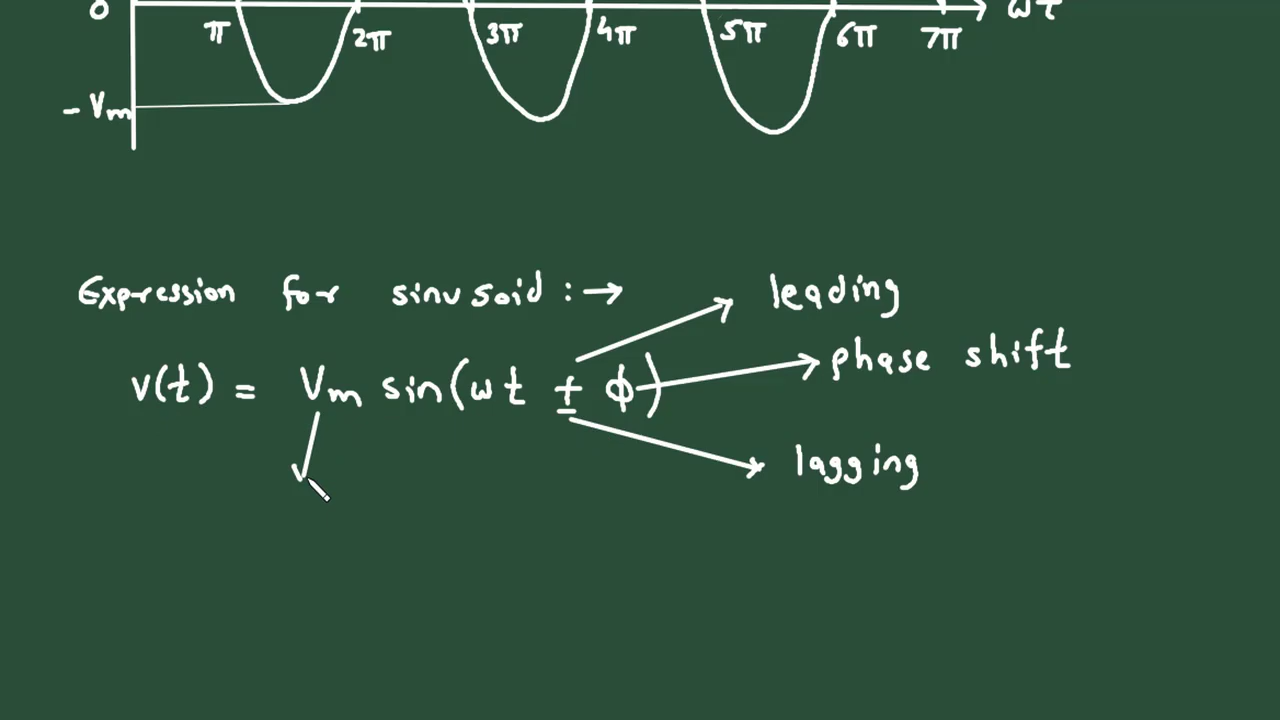 0 ωt
π 2π 3π 4π 5π 6π 7π
- Vm
Expression for sinusoid : →
leading
phase shift
v(t) = Vm sin(ωt ± φ)
lagging